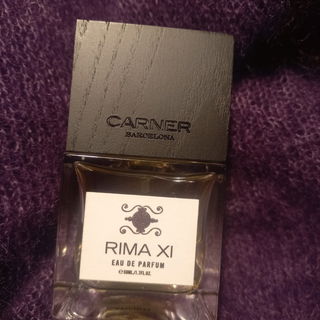 CARNER
BARCELONA
RIMA XI
EAU DE PARFUM